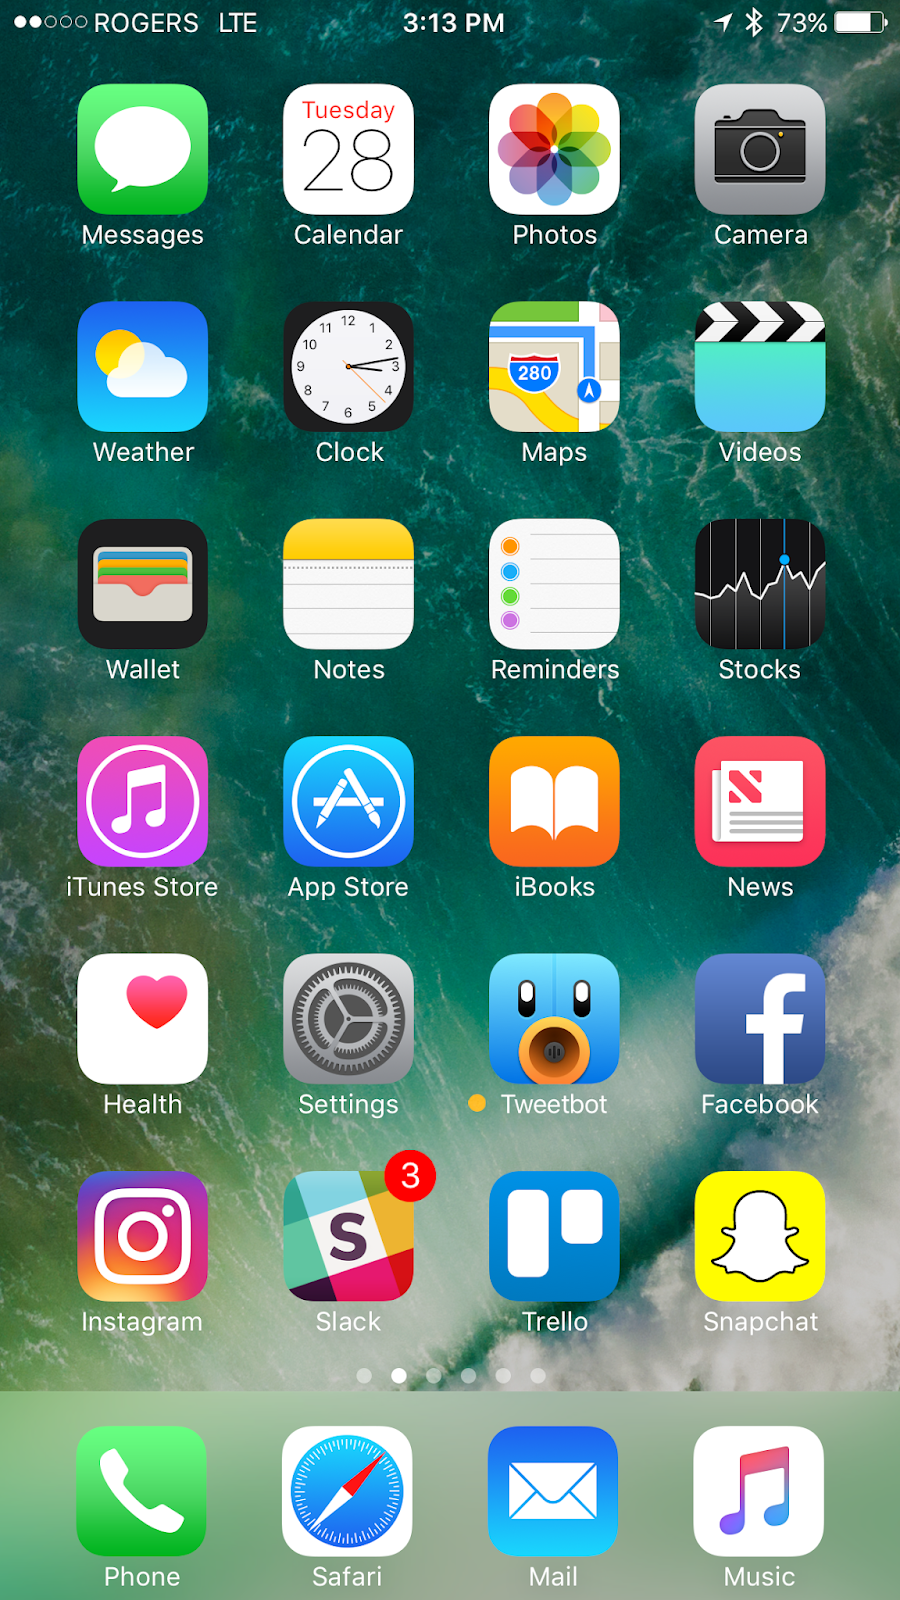 ROGERS LTE 3:13 PM 73%
Tuesday
28
Messages Calendar Photos Camera
12
11 1
10 2
9 3
8 4
7 5
6
280
Weather Clock Maps Videos
Wallet Notes Reminders Stocks
iTunes Store App Store iBooks News
Health Settings Tweetbot Facebook
3
S
Instagram Slack Trello Snapchat
Phone Safari Mail Music